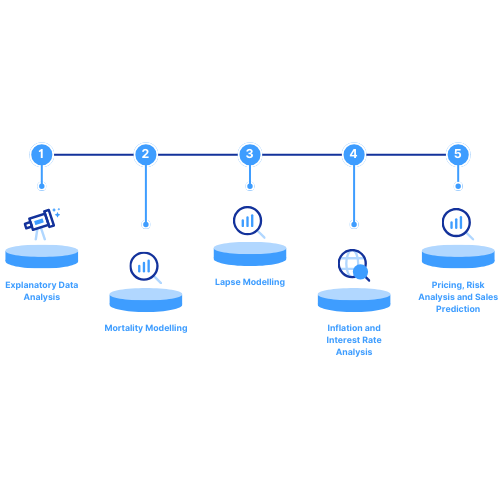 1
2
3
4
5
Explanatory Data
Analysis
Mortality Modelling
Lapse Modelling
Inflation and
Interest Rate
Analysis
Pricing, Risk
Analysis and Sales
Prediction